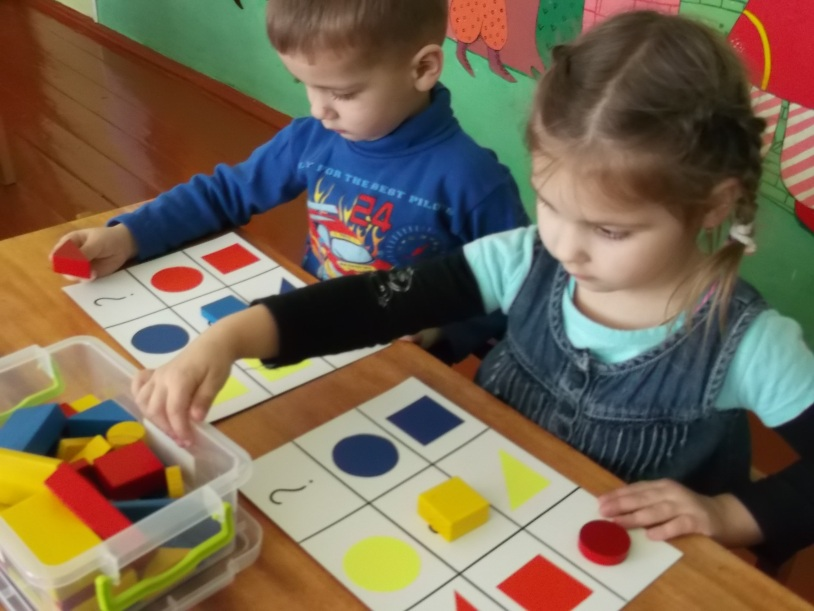 FOR THE BEST
24
?
?